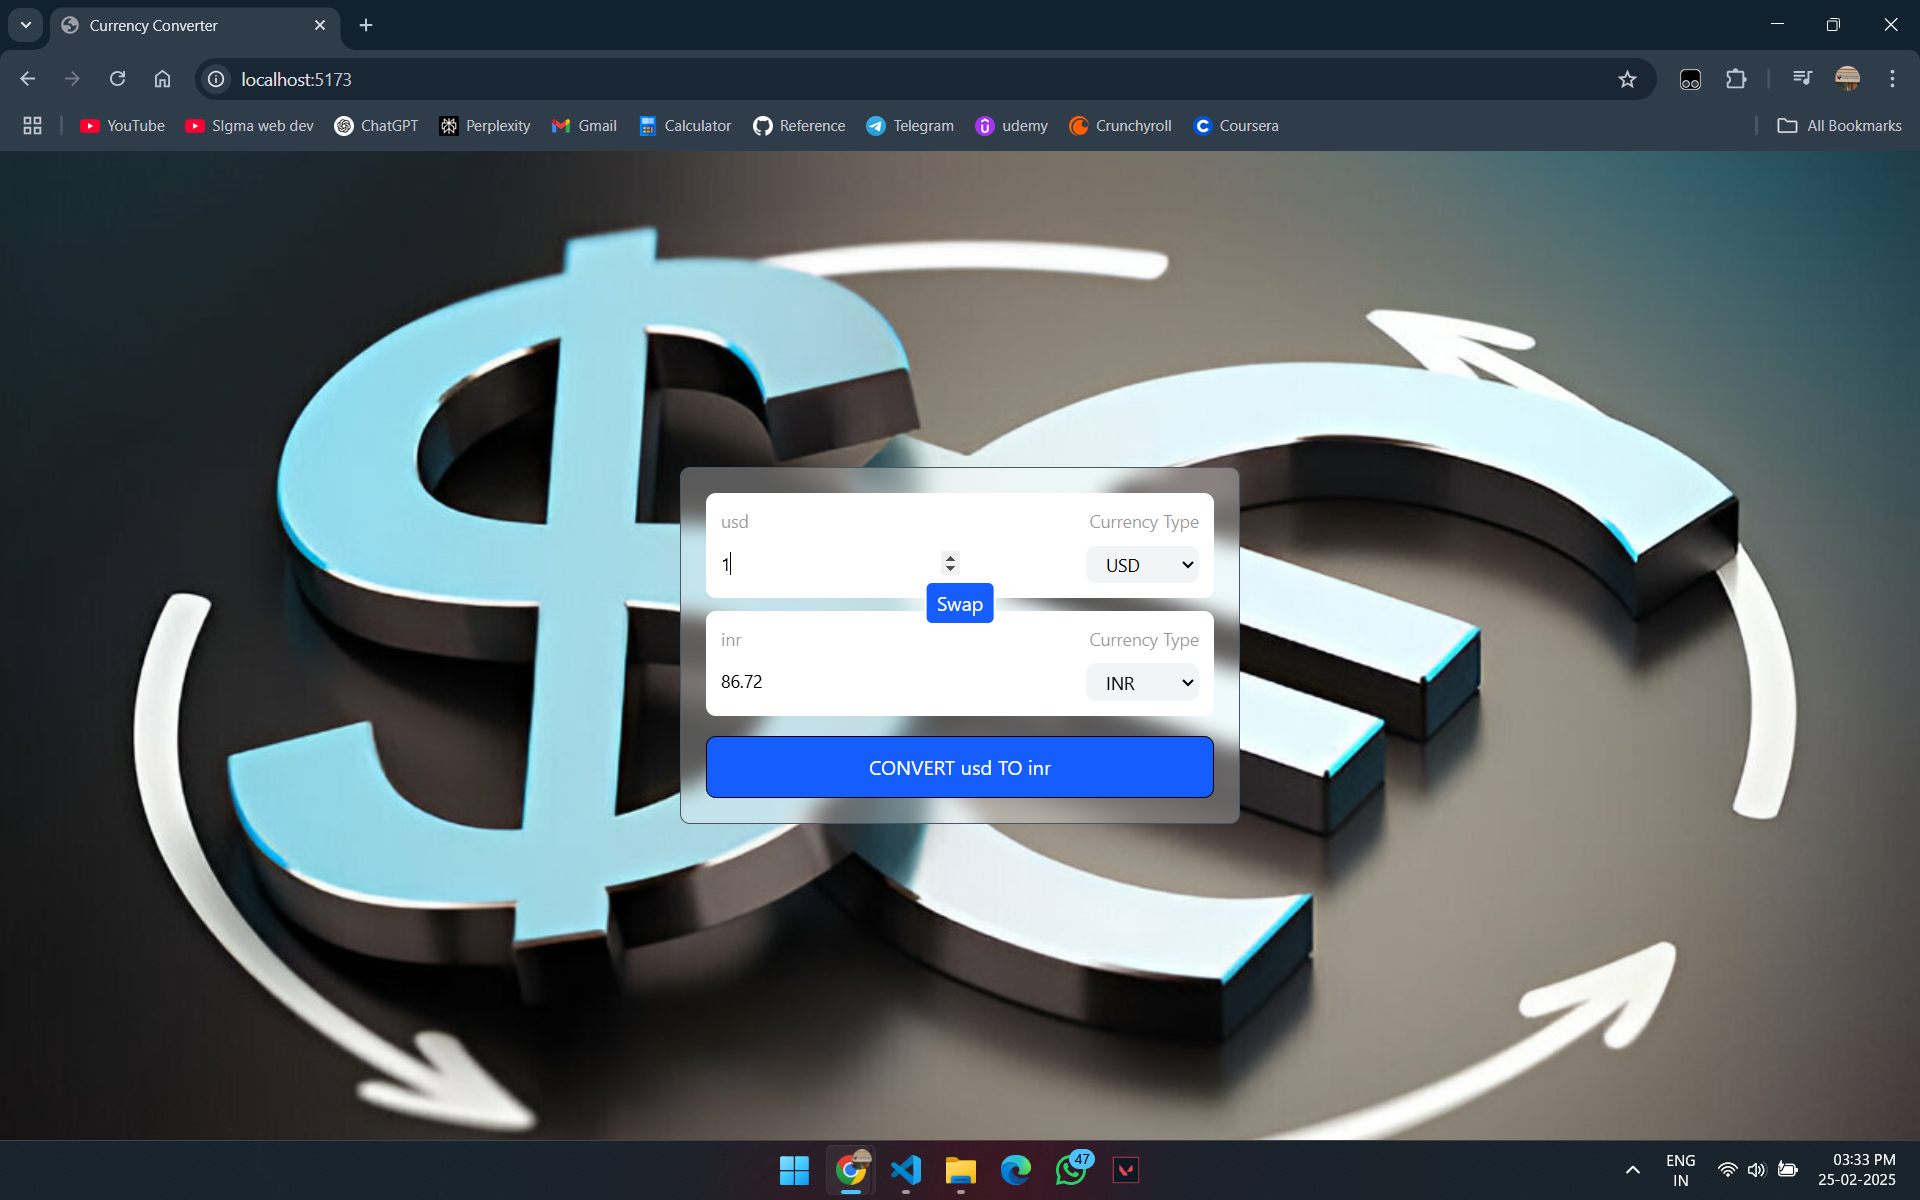 Currency Converter
localhost:5173
YouTube
SIgma web dev
ChatGPT
Perplexity
Gmail
Calculator
Reference
Telegram
udemy
Crunchyroll
Coursera
All Bookmarks
usd
Currency Type
1
USD
Swap
inr
Currency Type
86.72
INR
CONVERT usd TO inr
47
ENG
IN
03:33 PM
25-02-2025